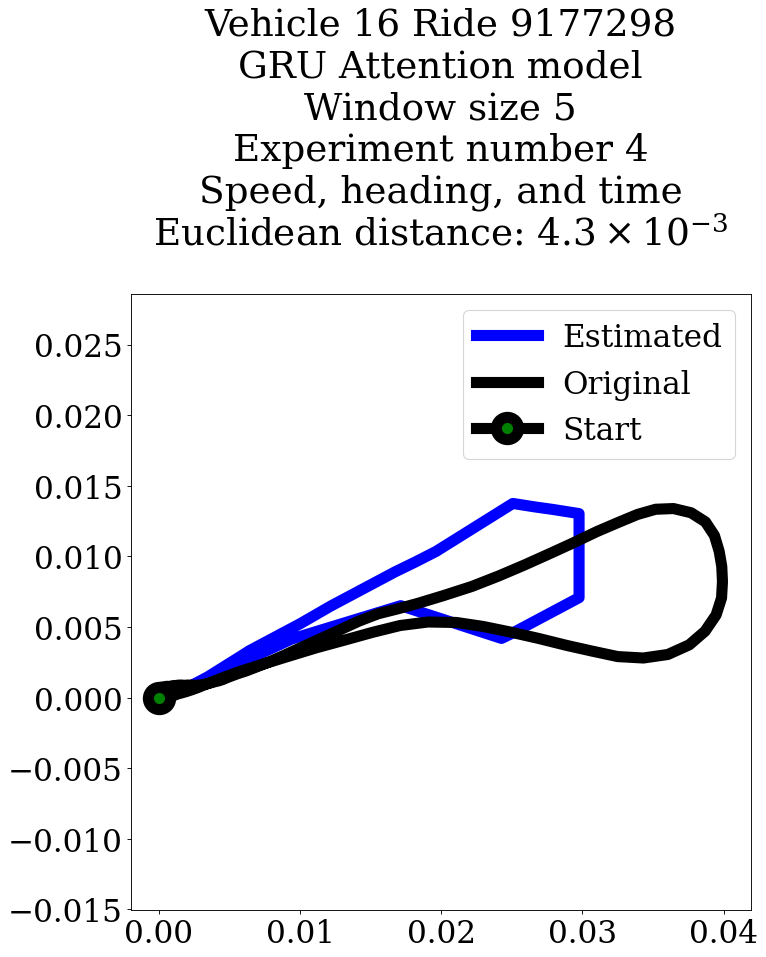 Vehicle 16 Ride 9177298
GRU Attention model
Window size 5
Experiment number 4
Speed, heading, and time
Euclidean distance: 4.3 × 10⁻³
Estimated
Original
Start
0.025
0.020
0.015
0.010
0.005
0.000
−0.005
−0.010
−0.015
0.00 0.01 0.02 0.03 0.04